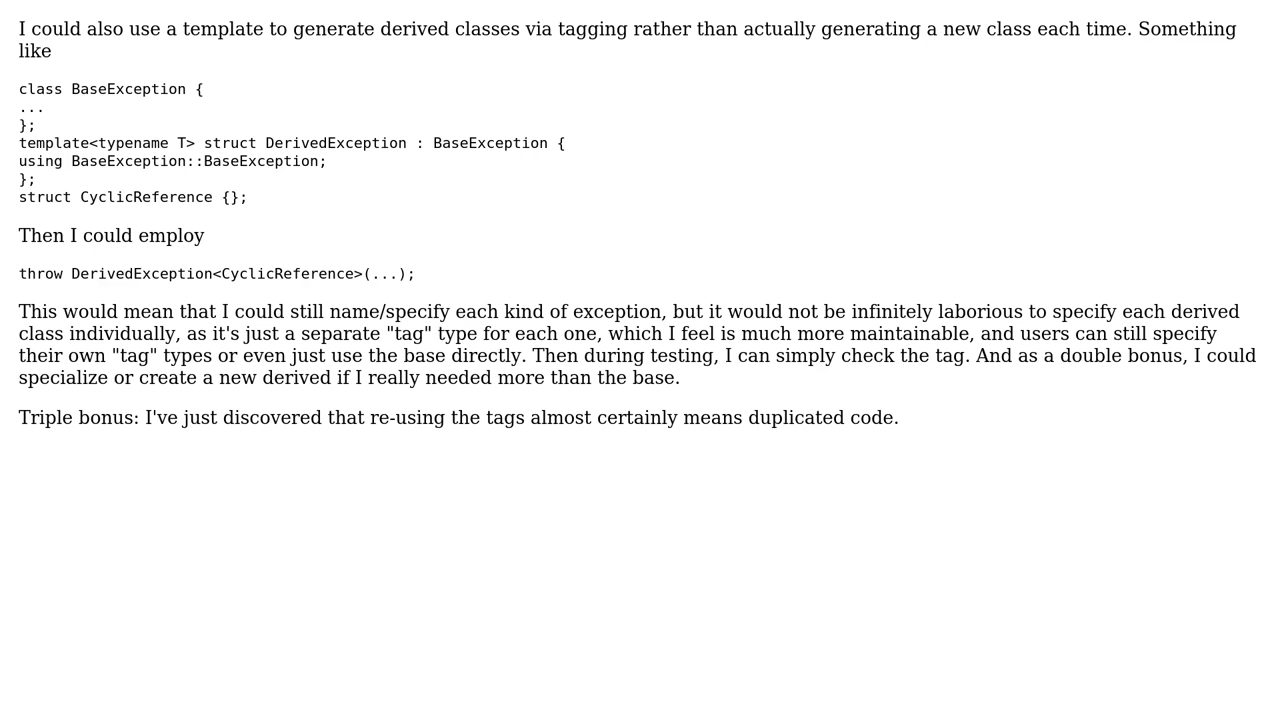 I could also use a template to generate derived classes via tagging rather than actually generating a new class each time. Something
like
class BaseException {
...
};
template<typename T> struct DerivedException : BaseException {
using BaseException::BaseException;
};
struct CyclicReference {};
Then I could employ
throw DerivedException<CyclicReference>(...);
This would mean that I could still name/specify each kind of exception, but it would not be infinitely laborious to specify each derived
class individually, as it's just a separate "tag" type for each one, which I feel is much more maintainable, and users can still specify
their own "tag" types or even just use the base directly. Then during testing, I can simply check the tag. And as a double bonus, I could
specialize or create a new derived if I really needed more than the base.
Triple bonus: I've just discovered that re-using the tags almost certainly means duplicated code.